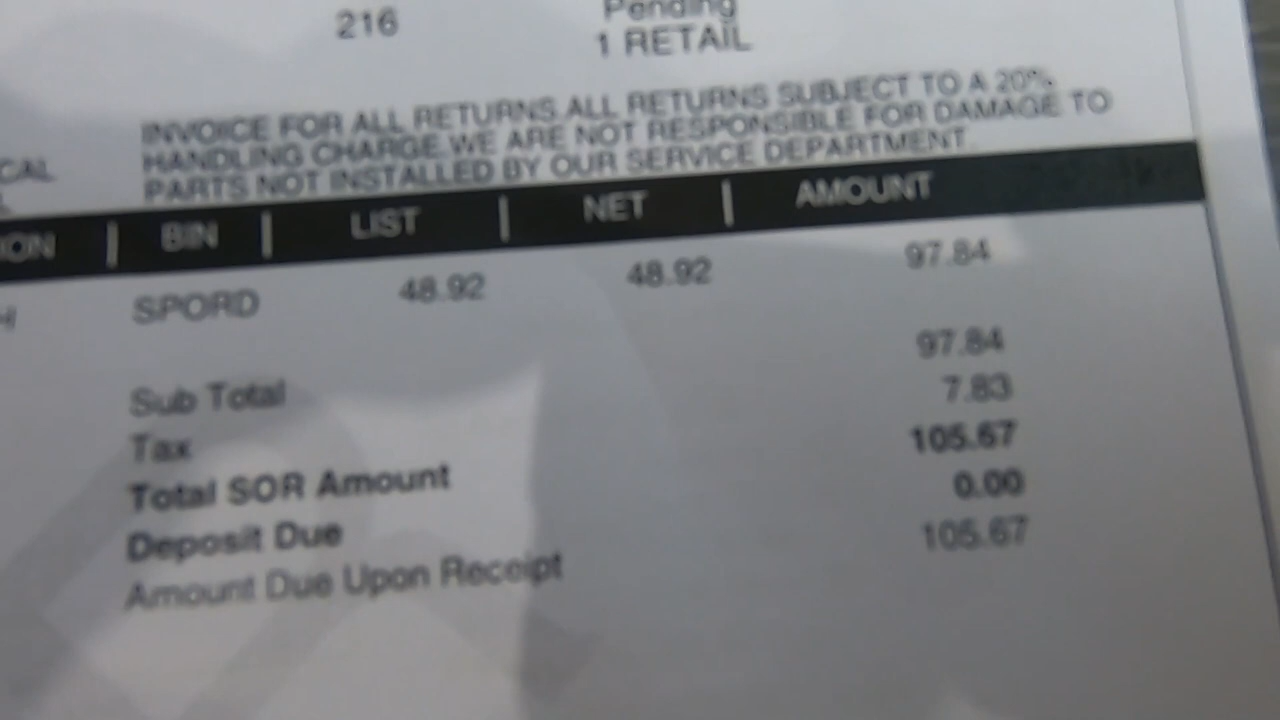 216 Pending
1 RETAIL
INVOICE FOR ALL RETURNS.ALL RETURNS SUBJECT TO A 20%
HANDLING CHARGE.WE ARE NOT RESPONSIBLE FOR DAMAGE TO
CAL PARTS NOT INSTALLED BY OUR SERVICE DEPARTMENT.
ION | BIN | LIST | NET | AMOUNT
H SPORD 48.92 48.92 97.84
Sub Total 97.84
Tax 7.83
Total SOR Amount 105.67
Deposit Due 0.00
Amount Due Upon Receipt 105.67